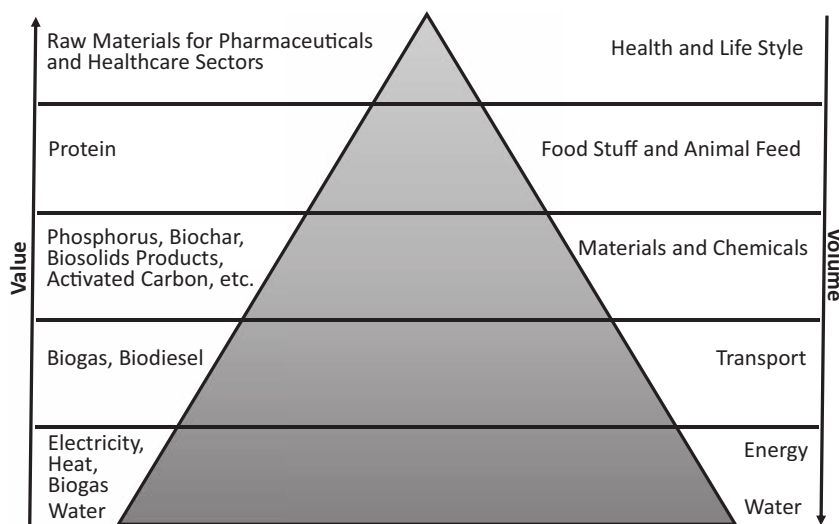 Raw Materials for Pharmaceuticals
and Healthcare Sectors
Health and Life Style
Protein
Food Stuff and Animal Feed
Value
Phosphorus, Biochar,
Biosolids Products,
Activated Carbon, etc.
Materials and Chemicals
Volume
Biogas, Biodiesel
Transport
Electricity,
Heat,
Biogas
Water
Energy
Water